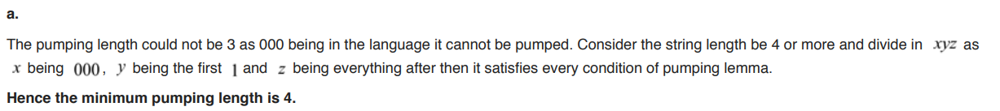 a.
The pumping length could not be 3 as 000 being in the language it cannot be pumped. Consider the string length be 4 or more and divide in xyz as
x being 000, y being the first 1 and z being everything after then it satisfies every condition of pumping lemma.
Hence the minimum pumping length is 4.